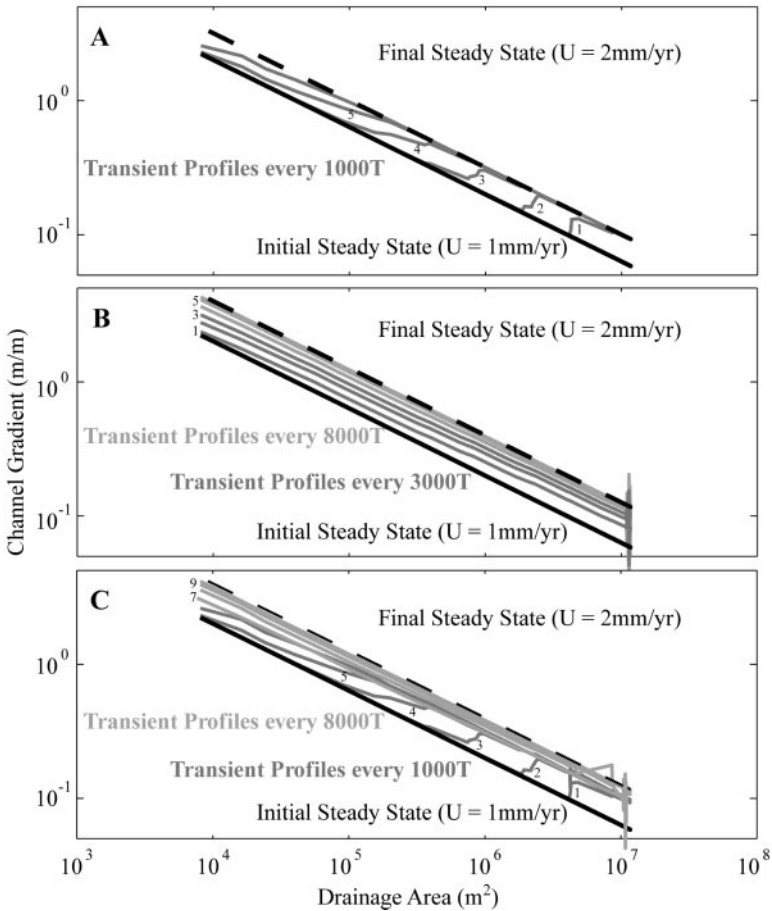 A
Final Steady State (U = 2mm/yr)
10^0
5
4
Transient Profiles every 1000T
3
2
1
10^-1
Initial Steady State (U = 1mm/yr)
5
B
3
Final Steady State (U = 2mm/yr)
1
10^0
Transient Profiles every 8000T
Transient Profiles every 3000T
10^-1
Initial Steady State (U = 1mm/yr)
Channel Gradient (m/m)
9
C
7
Final Steady State (U = 2mm/yr)
10^0
5
4
Transient Profiles every 8000T
3
Transient Profiles every 1000T
2
1
10^-1
Initial Steady State (U = 1mm/yr)
10^3 10^4 10^5 10^6 10^7 10^8
Drainage Area (m^2)